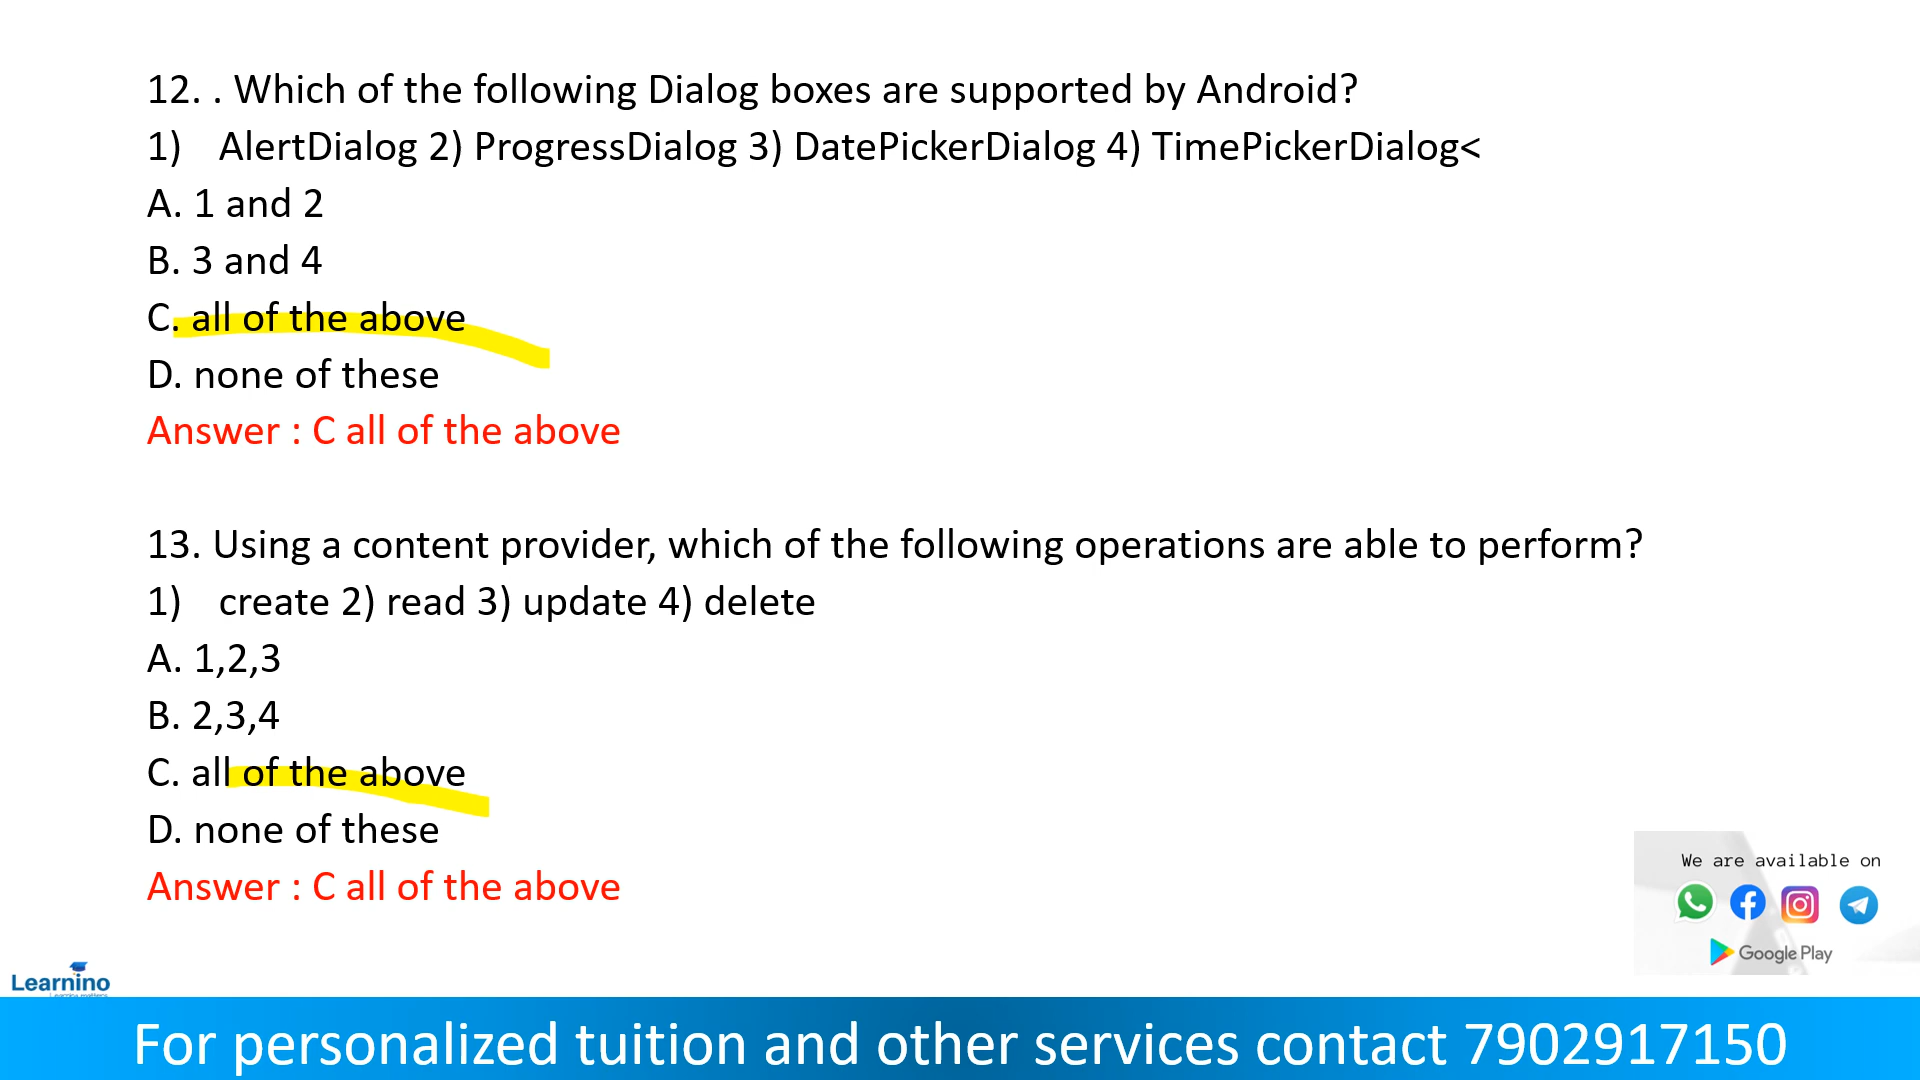 12. . Which of the following Dialog boxes are supported by Android?
1) AlertDialog 2) ProgressDialog 3) DatePickerDialog 4) TimePickerDialog<
A. 1 and 2
B. 3 and 4
C. all of the above
D. none of these
Answer : C all of the above
13. Using a content provider, which of the following operations are able to perform?
1) create 2) read 3) update 4) delete
A. 1,2,3
B. 2,3,4
C. all of the above
D. none of these
Answer : C all of the above
We are available on
Google Play
Learnino
Learning matters
For personalized tuition and other services contact 7902917150